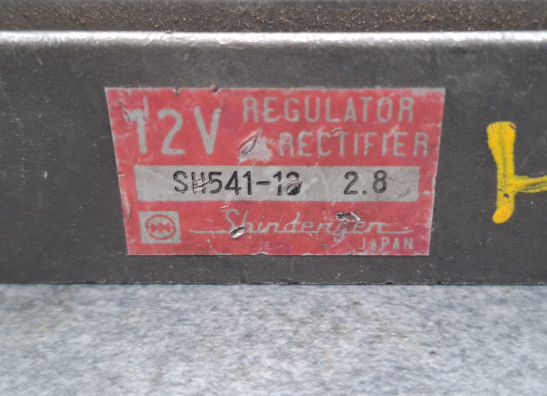 12V REGULATOR
RECTIFIER
SH541-12 2.8
Shindengen
JAPAN
H